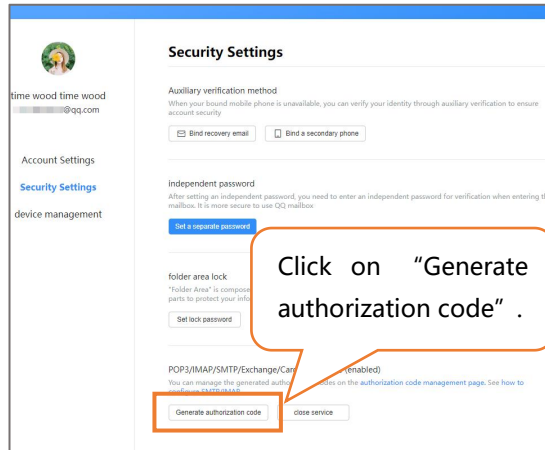 Security Settings
time wood time wood
@qq.com
Auxiliary verification method
When your bound mobile phone is unavailable, you can verify your identity through auxiliary verification to ensure
account security
Bind recovery email
Bind a secondary phone
Account Settings
Security Settings
device management
independent password
After setting an independent password, you need to enter an independent password for verification when entering th
mailbox. It is more secure to use QQ mailbox
Set a separate password
Click on “Generate
authorization code”.
folder area lock
"Folder Area" is compose
parts to protect your info
Set lock password
POP3/IMAP/SMTP/Exchange/Car (enabled)
You can manage the generated autho odes on the authorization code management page. See how to
configure SMTP/IMAP
Generate authorization code
close service